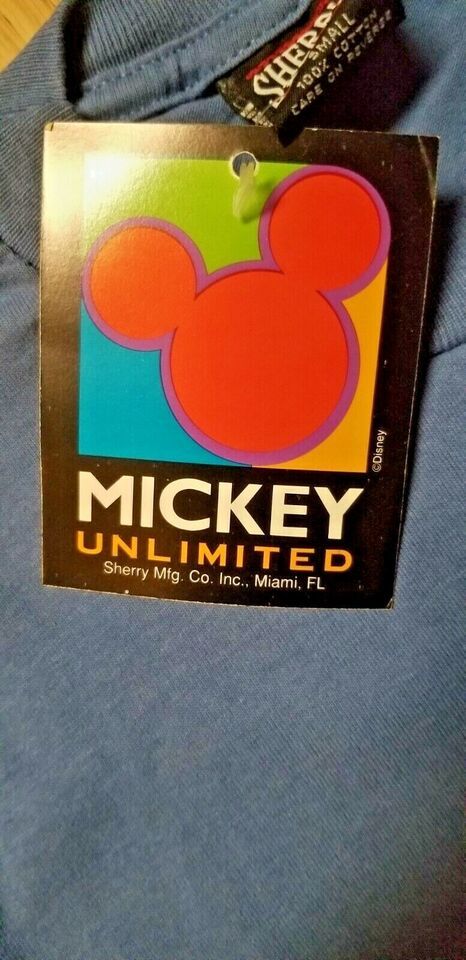 SMALL
100% COTTON
CARE ON REVERSE
©Disney
MICKEY
UNLIMITED
Sherry Mfg. Co. Inc., Miami, FL